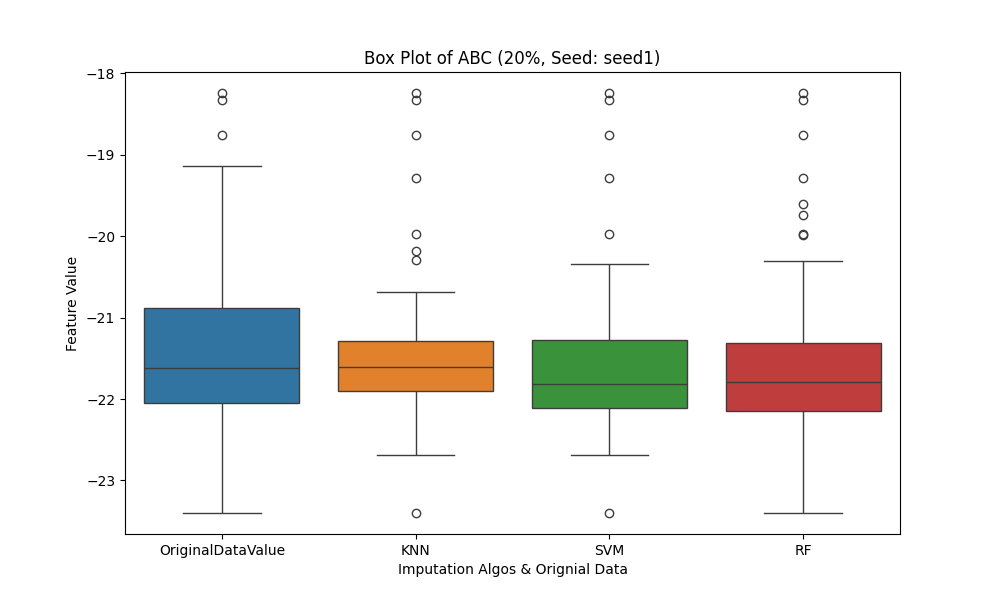 Box Plot of ABC (20%, Seed: seed1)
−18
−19
−20
−21
−22
−23
Feature Value
OriginalDataValue KNN SVM RF
Imputation Algos & Orignial Data